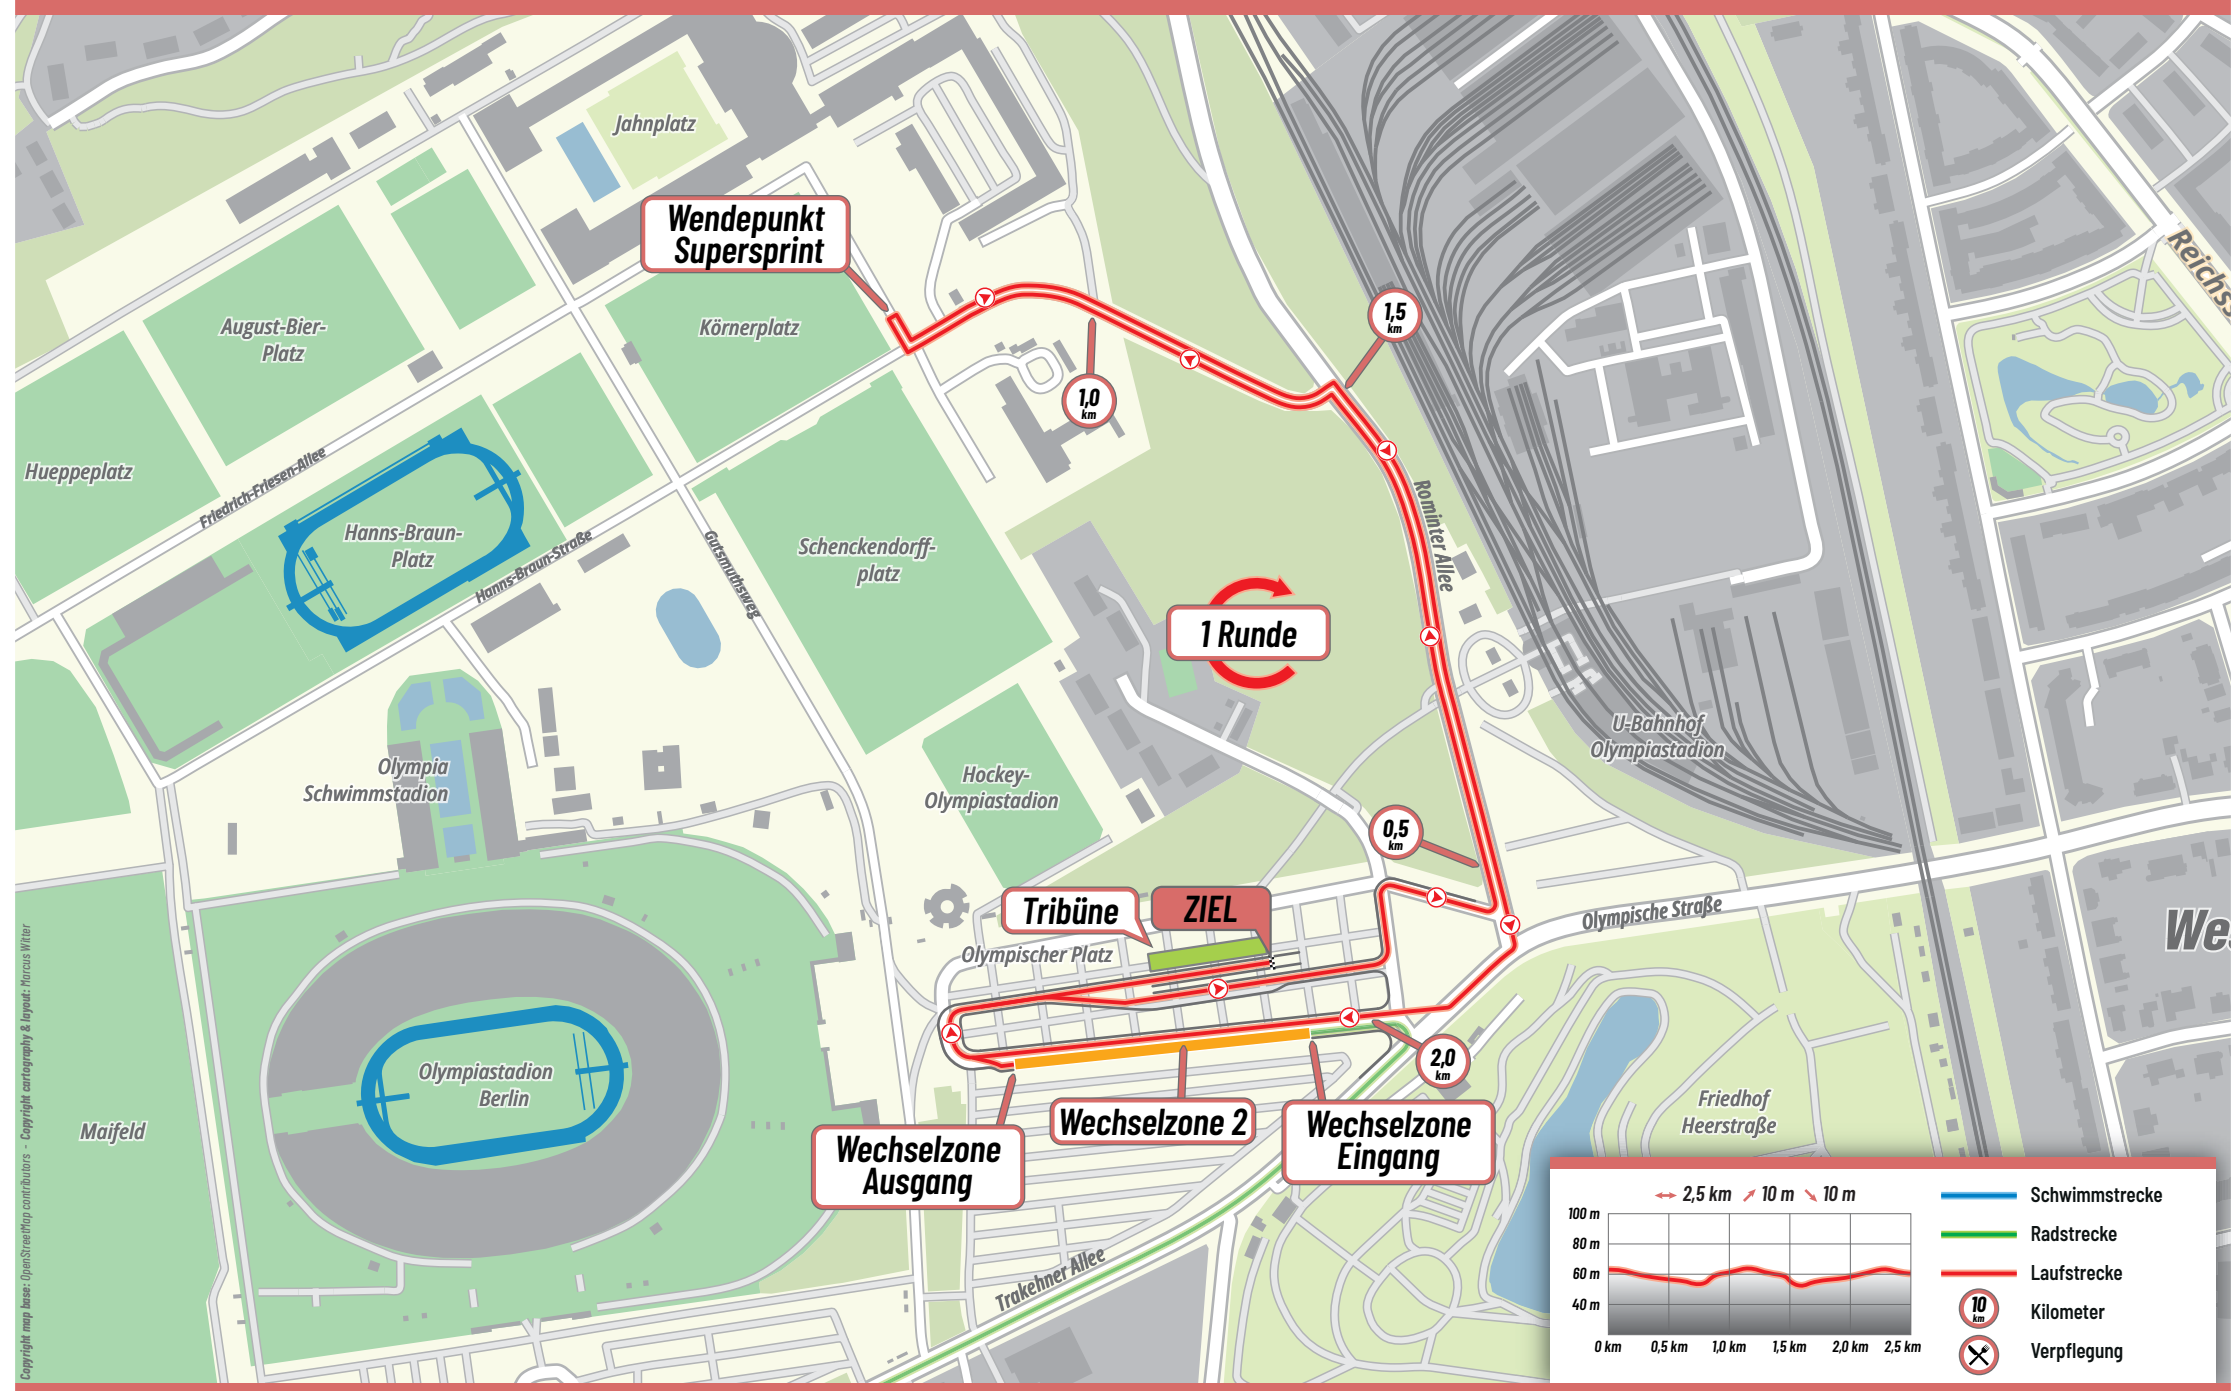 Jahnplatz
Wendepunkt
Supersprint
Reichss
August-Bier-
Platz
Körnerplatz
1,5
km
1,0
km
Hueppeplatz
Friedrich-Friesen-Allee
Hanns-Braun-
Platz
Hanns-Braun-Straße
Gutsmuthsweg
Schenckendorff-
platz
Rominter Allee
1 Runde
U-Bahnhof
Olympiastadion
Olympia
Schwimmstadion
Hockey-
Olympiastadion
0,5
km
Tribüne
ZIEL
Olympischer Platz
Olympische Straße
Wes
Olympiastadion
Berlin
2,0
km
Maifeld
Wechselzone
Ausgang
Wechselzone 2
Wechselzone
Eingang
Friedhof
Heerstraße
Trakehner Allee
Copyright map base: OpenStreetMap contributors - Copyright cartography & layout: Marcus Witter
2,5 km 10 m 10 m
100 m
80 m
60 m
40 m
0 km 0,5 km 1,0 km 1,5 km 2,0 km 2,5 km
Schwimmstrecke
Radstrecke
Laufstrecke
10
km
Kilometer
Verpflegung